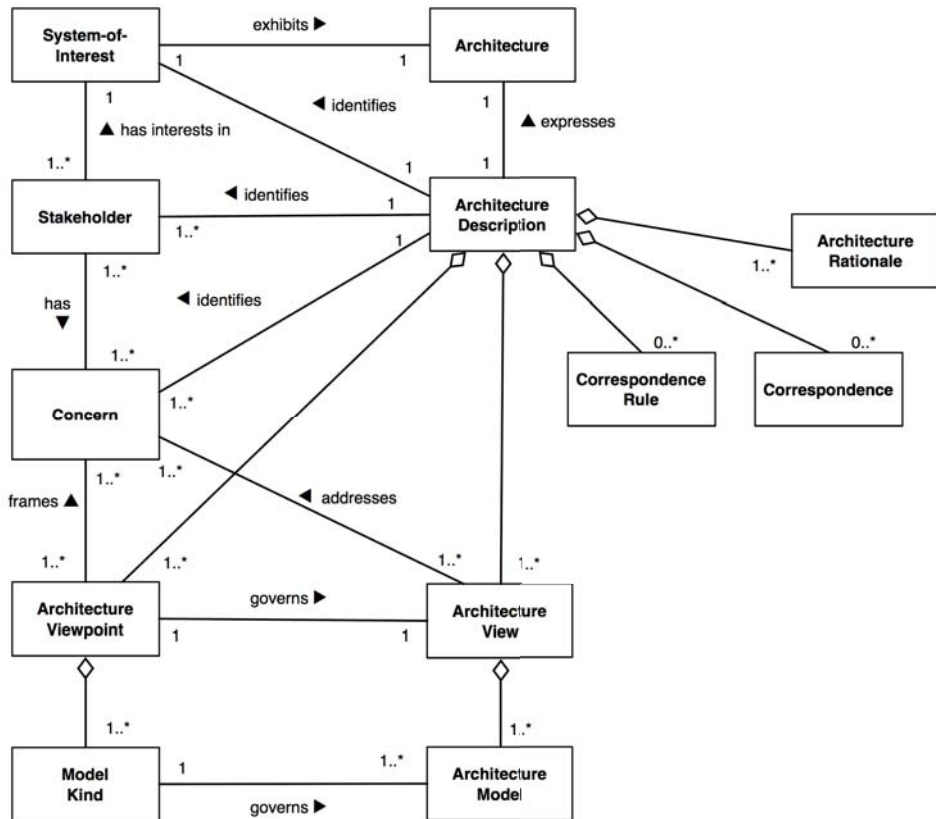 System-of-
Interest
exhibits ▶
Architecture
1
1
1
1
◀ identifies
▲ has interests in
▲ expresses
1..*
1
1
Stakeholder
◀ identifies
1
Architecture
Description
1..*
1
Architecture
Rationale
1..*
1..*
has
▼
◀ identifies
1..*
0..*
0..*
Concern
1..*
Correspondence
Rule
Correspondence
1..*
1..*
frames ▲
◀ addresses
1..*
1..*
1..*
1..*
Architecture
Viewpoint
governs ▶
Architecture
View
1
1
1..*
1..*
Model
Kind
1
1..*
Architecture
Model
governs ▶